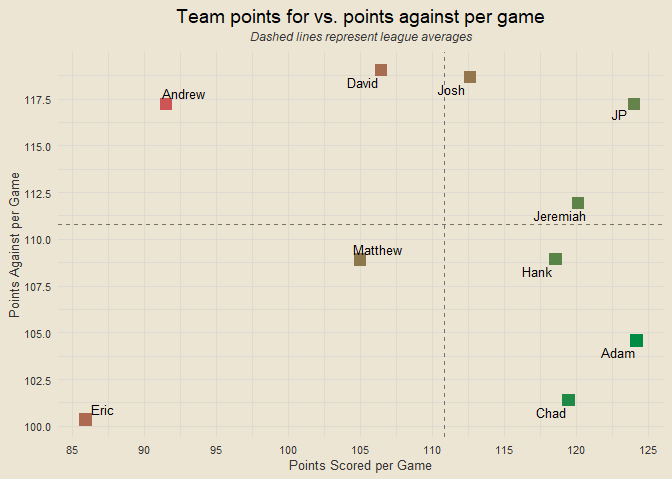 Team points for vs. points against per game
Dashed lines represent league averages
David
Josh
Andrew
117.5
JP
115.0
112.5
Jeremiah
110.0
Matthew
Hank
107.5
105.0
Adam
102.5
Eric
Chad
100.0
85 90 95 100 105 110 115 120 125
Points Scored per Game
Points Against per Game